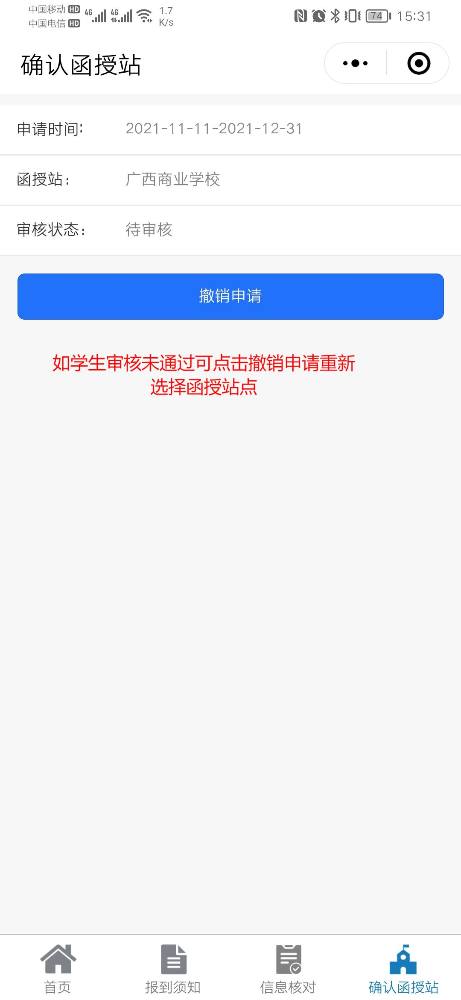 中国移动 HD 4G 4G 1.7 K/s 74 15:31
中国电信 HD
确认函授站
申请时间: 2021-11-11-2021-12-31
函授站: 广西商业学校
审核状态: 待审核
撤销申请
如学生审核未通过可点击撤销申请重新
选择函授站点
首页 报到须知 信息核对 确认函授站